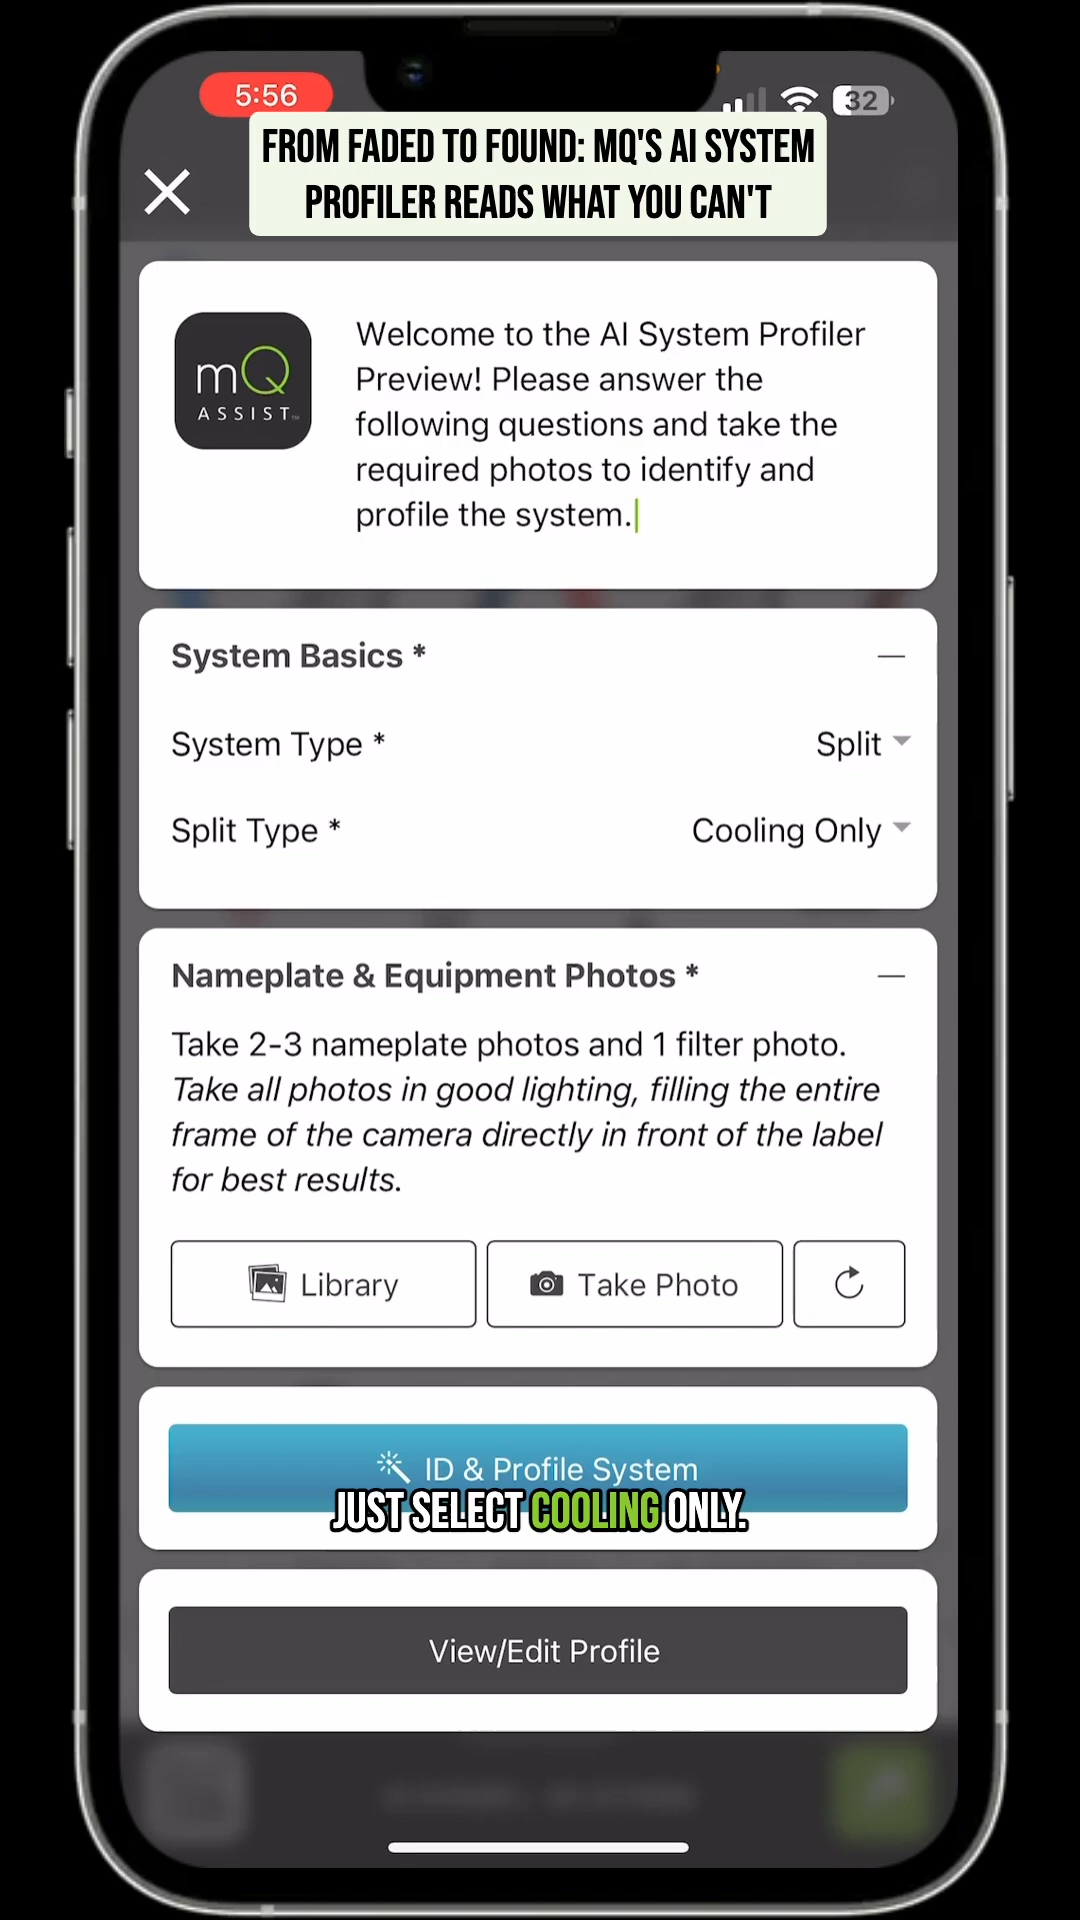 5:56
32
FROM FADED TO FOUND: MQ'S AI SYSTEM
PROFILER READS WHAT YOU CAN'T
mQ
ASSIST™
Welcome to the AI System Profiler
Preview! Please answer the
following questions and take the
required photos to identify and
profile the system.
System Basics *
System Type *
Split
Split Type *
Cooling Only
Nameplate & Equipment Photos *
Take 2-3 nameplate photos and 1 filter photo.
Take all photos in good lighting, filling the entire
frame of the camera directly in front of the label
for best results.
Library
Take Photo
ID & Profile System
JUST SELECT COOLING ONLY.
View/Edit Profile